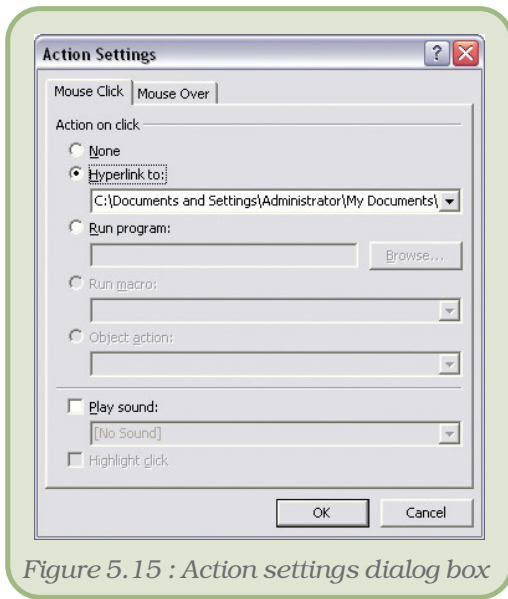 Action Settings
Mouse Click
Mouse Over
Action on click
None
Hyperlink to:
C:\Documents and Settings\Administrator\My Documents\
Run program:
Browse...
Run macro:
Object action:
Play sound:
[No Sound]
Highlight click
OK
Cancel
Figure 5.15 : Action settings dialog box